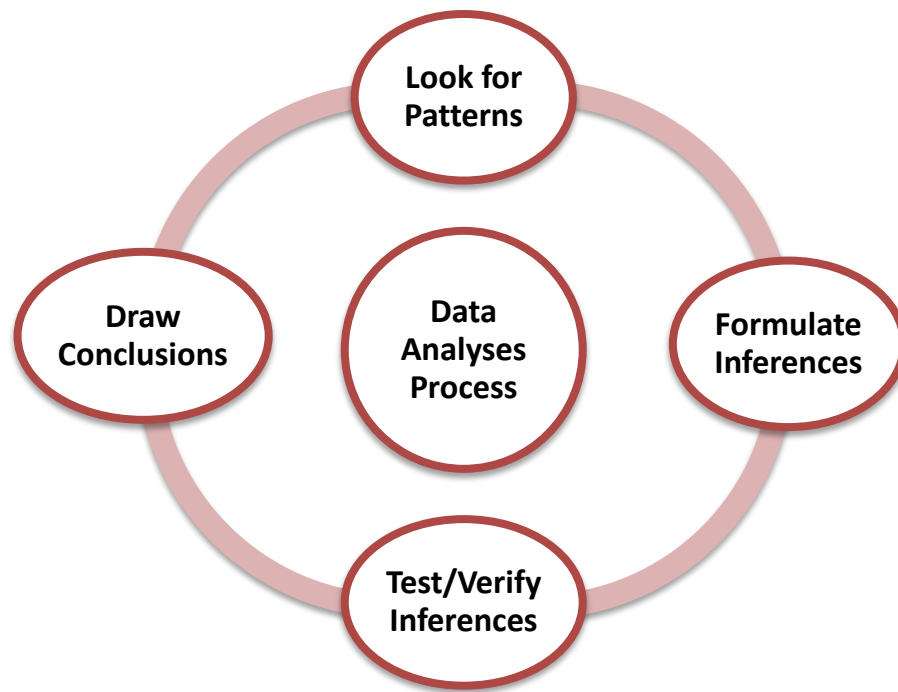 Look for
Patterns
Data
Analyses
Process
Formulate
Inferences
Test/Verify
Inferences
Draw
Conclusions